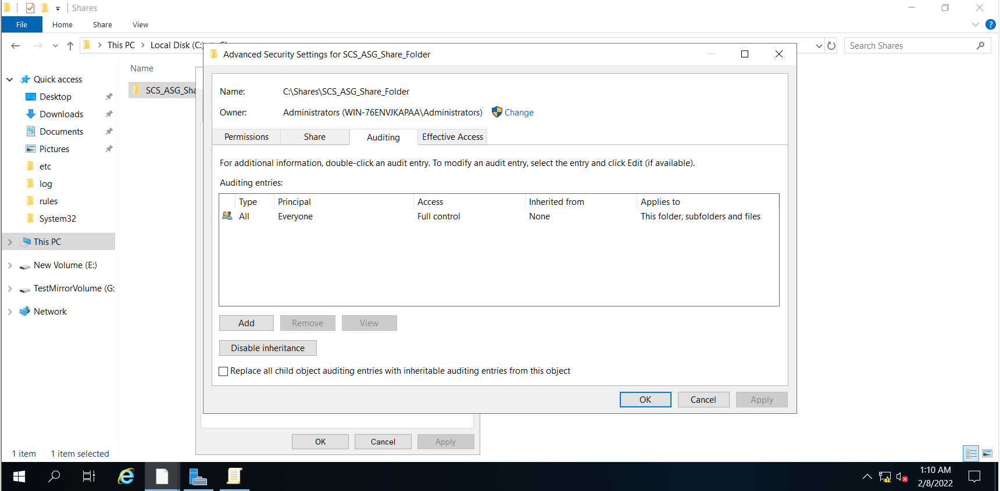 Shares
File Home Share View
This PC Local Disk (C:)
Search Shares
Advanced Security Settings for SCS_ASG_Share_Folder
Name
Quick access
Desktop
Downloads
Documents
Pictures
etc
log
rules
System32
This PC
New Volume (E:)
TestMirrorVolume (G:
Network
SCS_ASG_Sha
Name: C:\Shares\SCS_ASG_Share_Folder
Owner: Administrators (WIN-76ENVJKAPAA\Administrators) Change
Permissions Share Auditing Effective Access
For additional information, double-click an audit entry. To modify an audit entry, select the entry and click Edit (if available).
Auditing entries:
Type Principal Access Inherited from Applies to
All Everyone Full control None This folder, subfolders and files
Add Remove View
Disable inheritance
Replace all child object auditing entries with inheritable auditing entries from this object
OK Cancel Apply
OK Cancel Apply
1 item 1 item selected
1:10 AM
2/8/2022